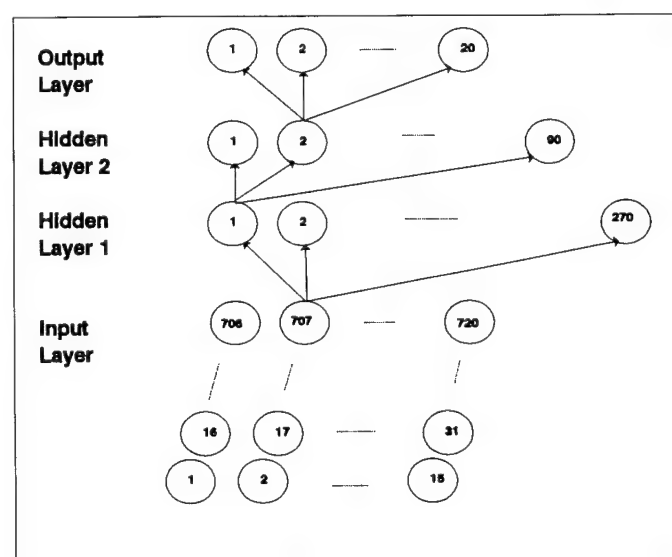 Output
Layer
1 2 20
Hidden
Layer 2
1 2 90
Hidden
Layer 1
1 2 270
Input
Layer
706 707 720
16 17 31
1 2 15